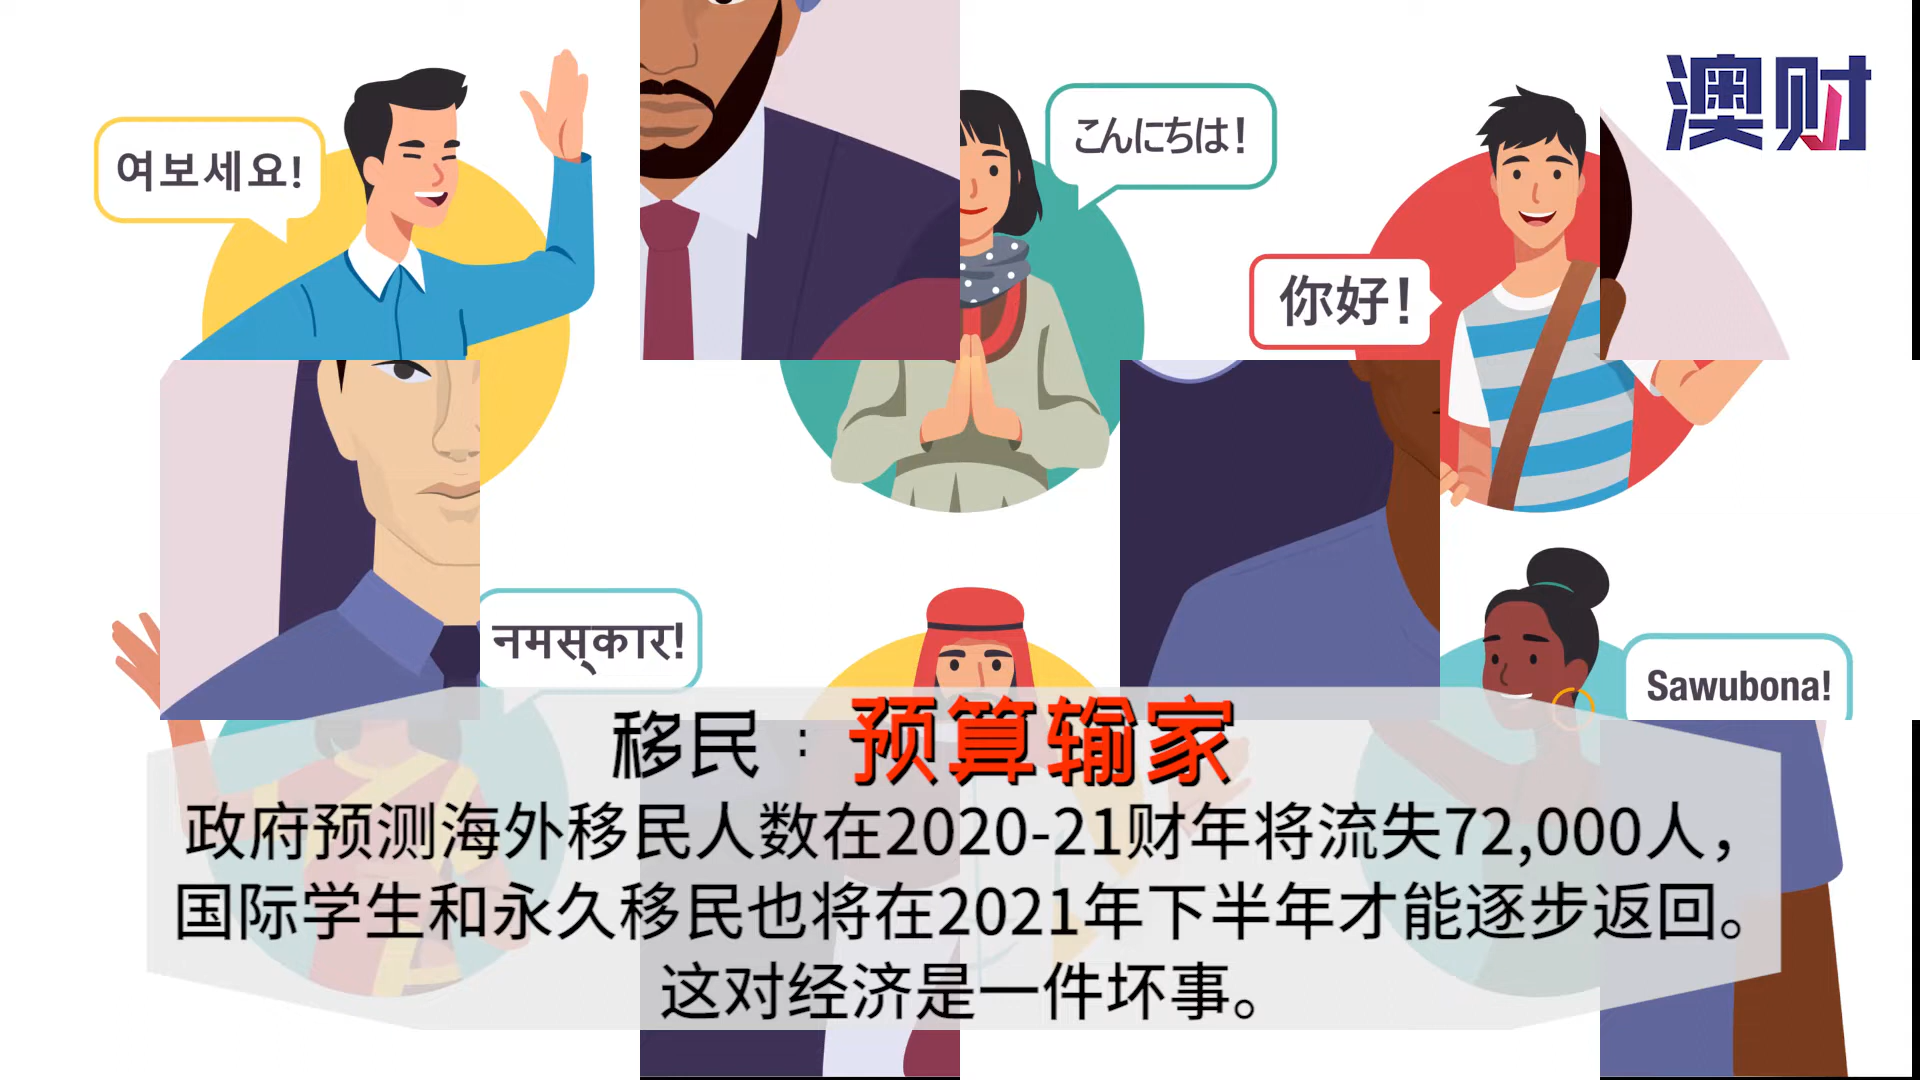 澳财
여보세요!
こんにちは!
你好!
नमस्कार!
Sawubona!
移民：预算输家
政府预测海外移民人数在2020-21财年将流失72,000人，
国际学生和永久移民也将在2021年下半年才能逐步返回。
这对经济是一件坏事。